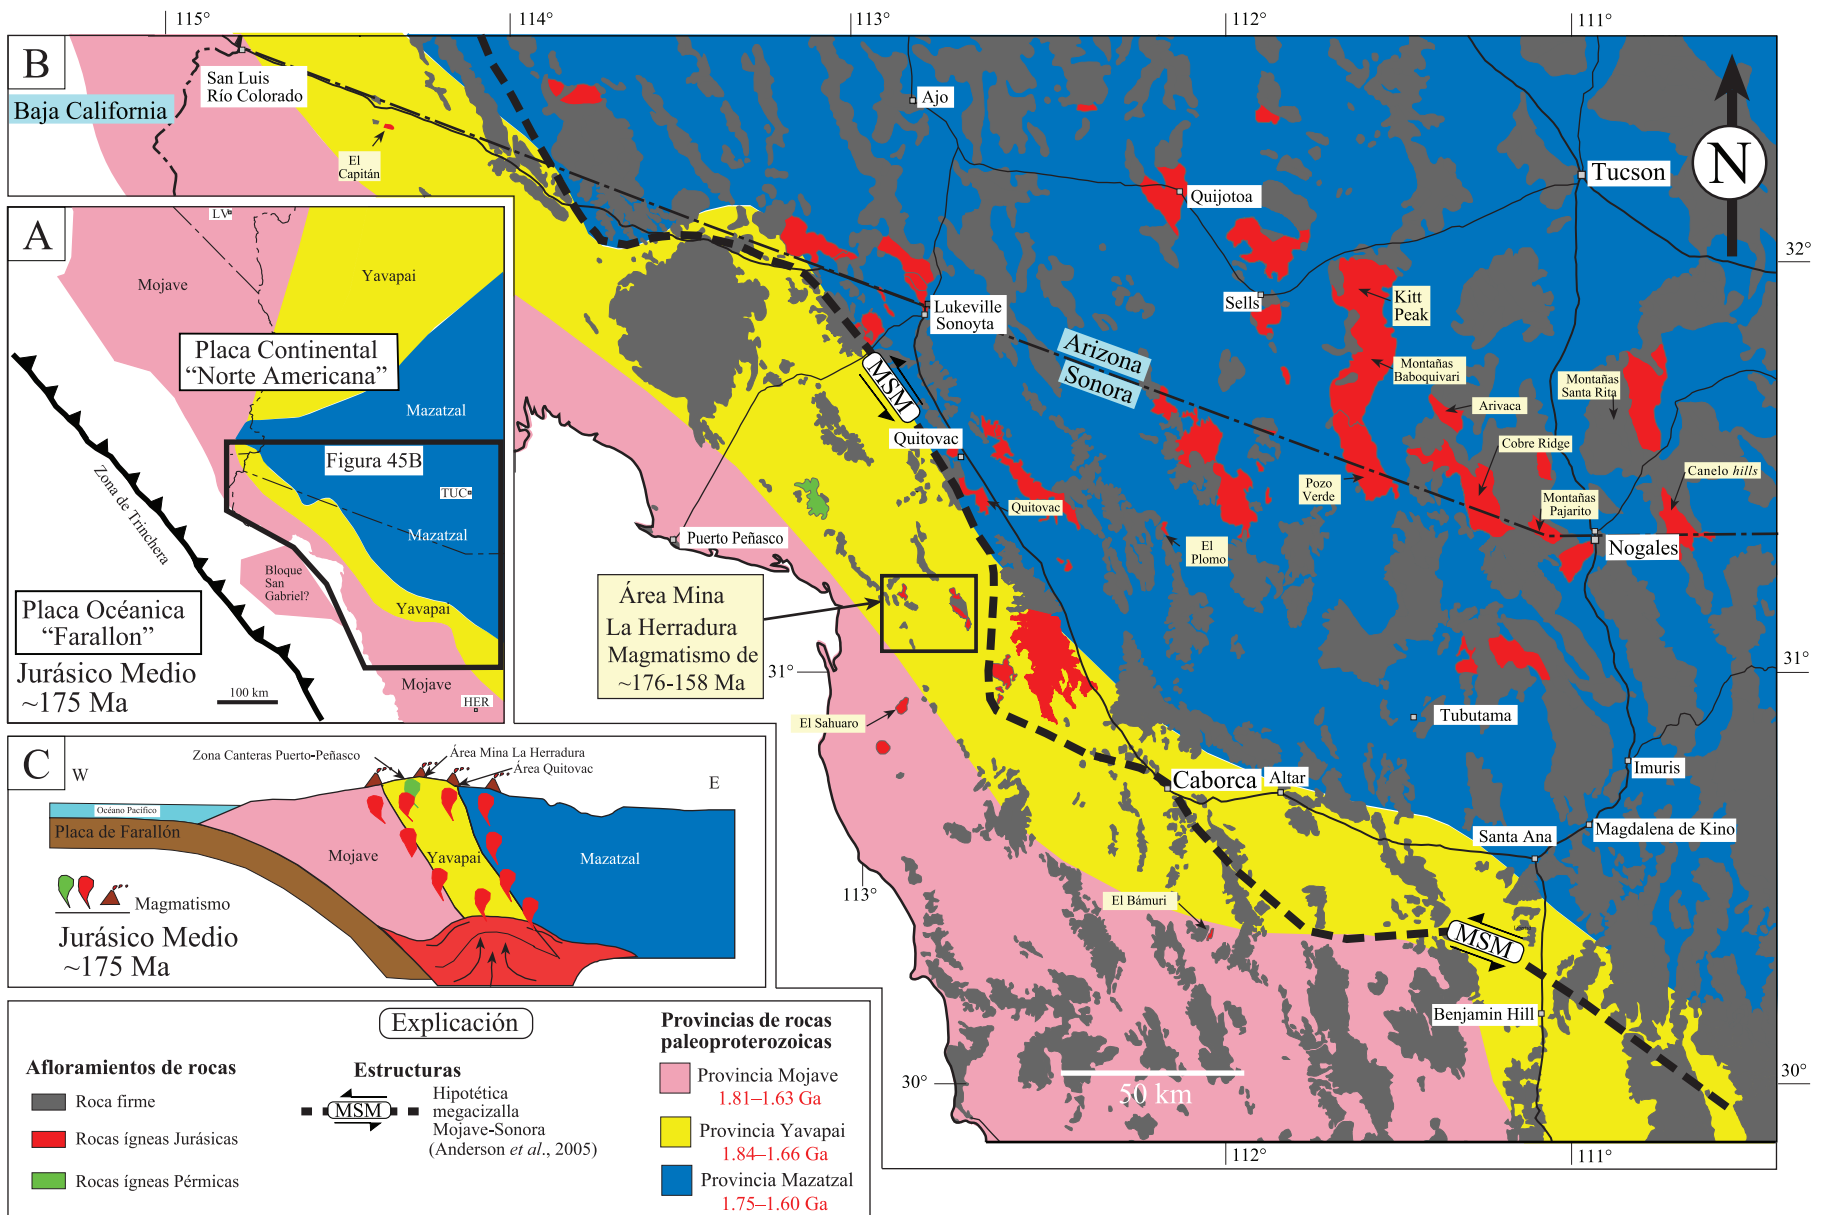 115°
114°
113°
112°
111°
B
San Luis
Río Colorado
Baja California
El
Capitán
Ajo
Tucson
N
Quijotoa
32°
Sells
Kitt
Peak
Lukeville
Sonoyta
Arizona
Sonora
MSM
Montañas
Baboquivari
Montañas
Santa Rita
Arivaca
Quitovac
Cobre Ridge
Canelo hills
Pozo
Verde
Quitovac
Montañas
Pajarito
El
Plomo
Nogales
Puerto Peñasco
Área Mina
La Herradura
Magmatismo de
~176-158 Ma
31°
31°
El Sahuaro
Tubutama
Imuris
Caborca
Altar
Magdalena de Kino
Santa Ana
113°
El Bámuri
MSM
Benjamin Hill
30°
30°
50 km
112°
111°
A
LV
Mojave
Yavapai
Placa Continental
“Norte Americana”
Mazatzal
Figura 45B
TUC
Mazatzal
Zona de Trinchera
Bloque
San
Gabriel?
Yavapai
Placa Océanica
“Farallon”
Jurásico Medio
~175 Ma
100 km
Mojave
HER
C
W
Zona Canteras Puerto-Peñasco
Área Mina La Herradura
Área Quitovac
E
Océano Pacífico
Placa de Farallón
Mojave
Yavapai
Mazatzal
Magmatismo
Jurásico Medio
~175 Ma
Explicación
Afloramientos de rocas
Roca firme
Rocas ígneas Jurásicas
Rocas ígneas Pérmicas
Estructuras
MSM
Hipotética
megacizalla
Mojave-Sonora
(Anderson et al., 2005)
Provincias de rocas
paleoproterozoicas
Provincia Mojave
1.81–1.63 Ga
Provincia Yavapai
1.84–1.66 Ga
Provincia Mazatzal
1.75–1.60 Ga